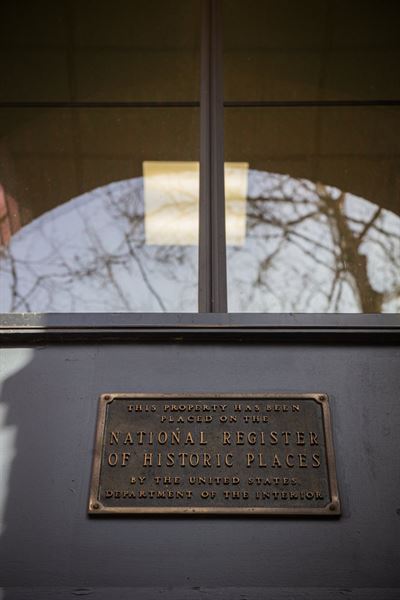 THIS PROPERTY HAS BEEN
PLACED ON THE
NATIONAL REGISTER
OF HISTORIC PLACES
BY THE UNITED STATES
DEPARTMENT OF THE INTERIOR